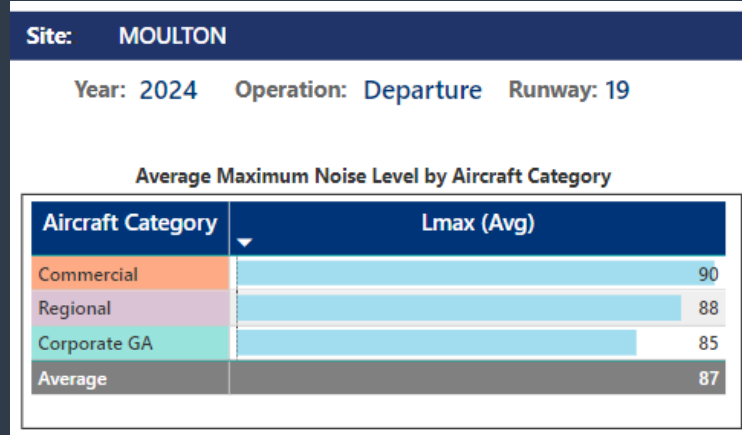 Site: MOULTON
Year: 2024 Operation: Departure Runway: 19
Average Maximum Noise Level by Aircraft Category
Aircraft Category Lmax (Avg)
Commercial 90
Regional 88
Corporate GA 85
Average 87